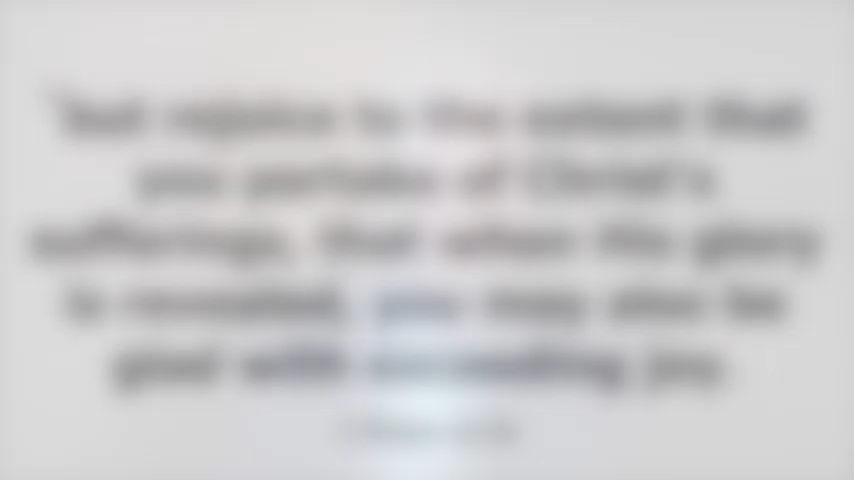 but rejoice to the extent that
you partake of Christ's
sufferings, that when His glory
is revealed, you may also be
glad with exceeding joy.